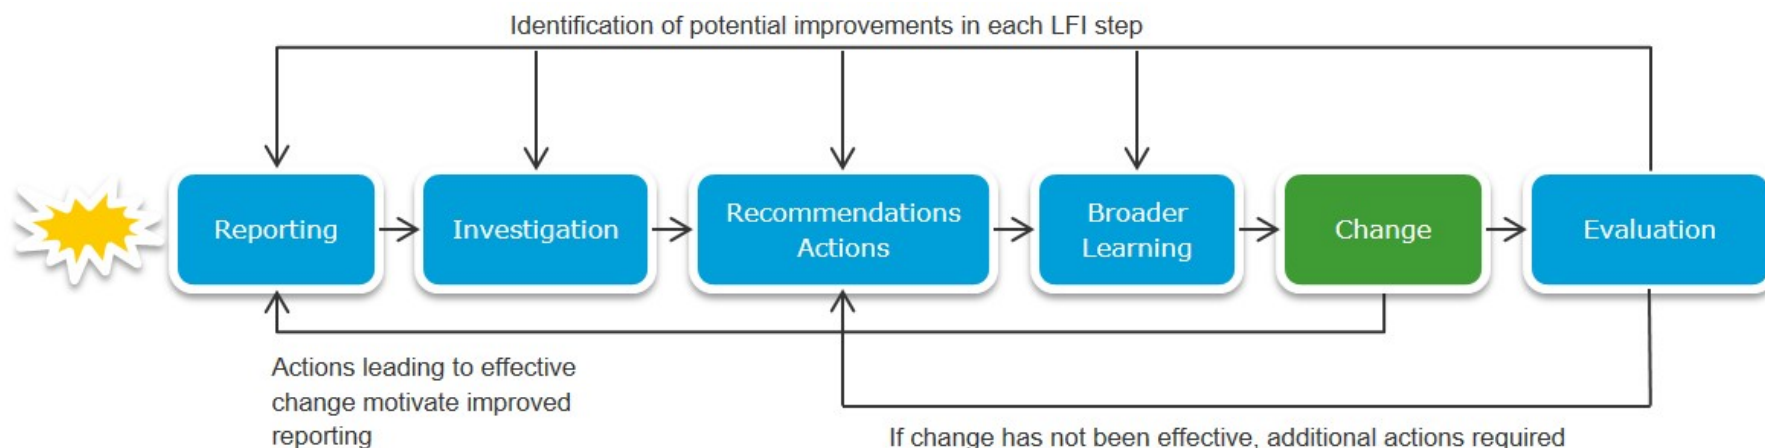 Identification of potential improvements in each LFI step
Reporting
Investigation
Recommendations
Actions
Broader
Learning
Change
Evaluation
Actions leading to effective
change motivate improved
reporting
If change has not been effective, additional actions required